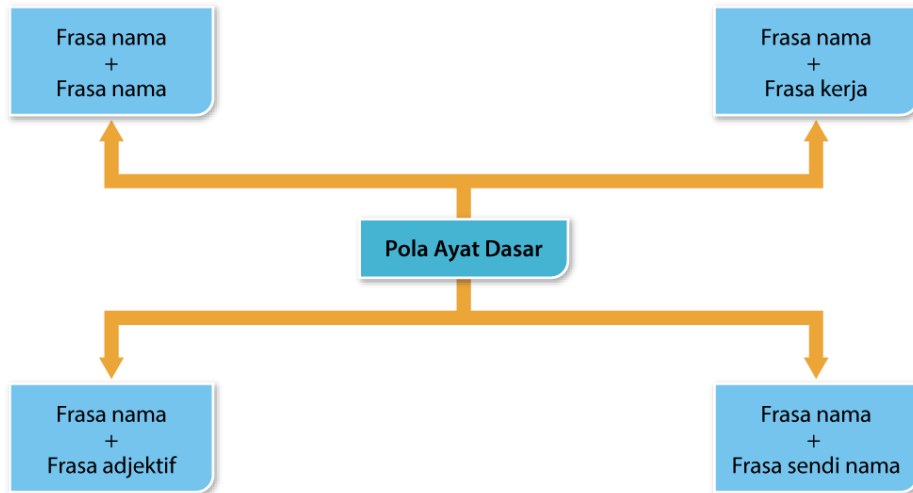 Frasa nama
+
Frasa nama
Frasa nama
+
Frasa kerja
Pola Ayat Dasar
Frasa nama
+
Frasa adjektif
Frasa nama
+
Frasa sendi nama